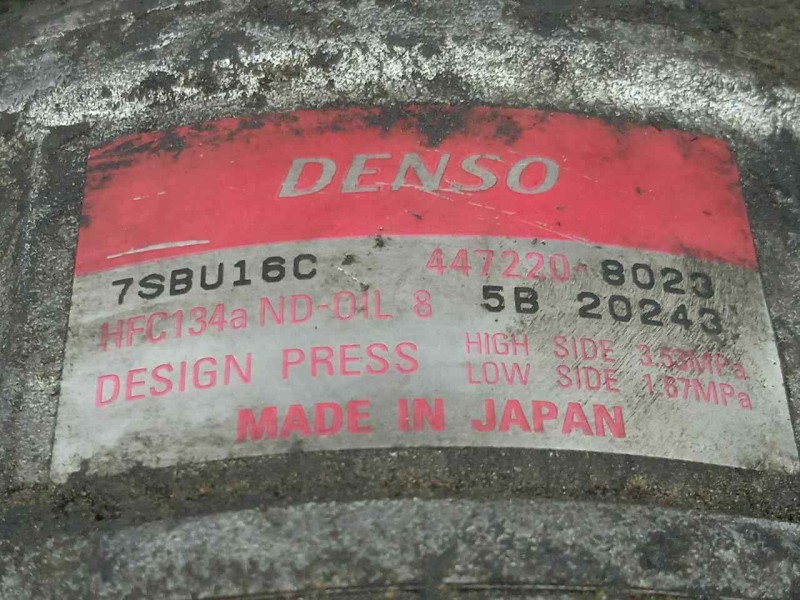 DENSO
7SBU16C 447220-8023
HFC134a ND-OIL 8 5B 20243
DESIGN PRESS HIGH SIDE 3.53MPa
LOW SIDE 1.67MPa
MADE IN JAPAN